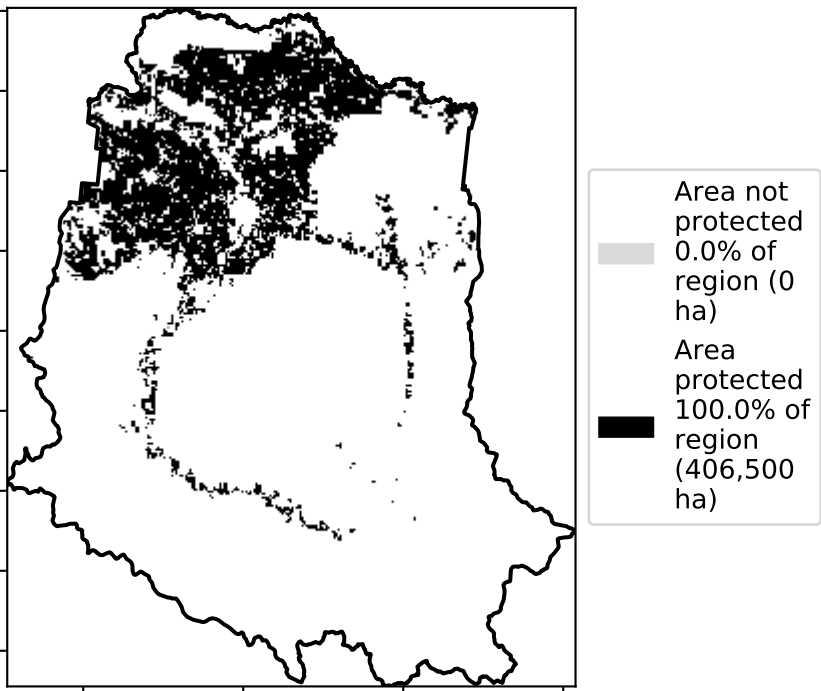 Area not
protected
0.0% of
region (0
ha)
Area
protected
100.0% of
region
(406,500
ha)